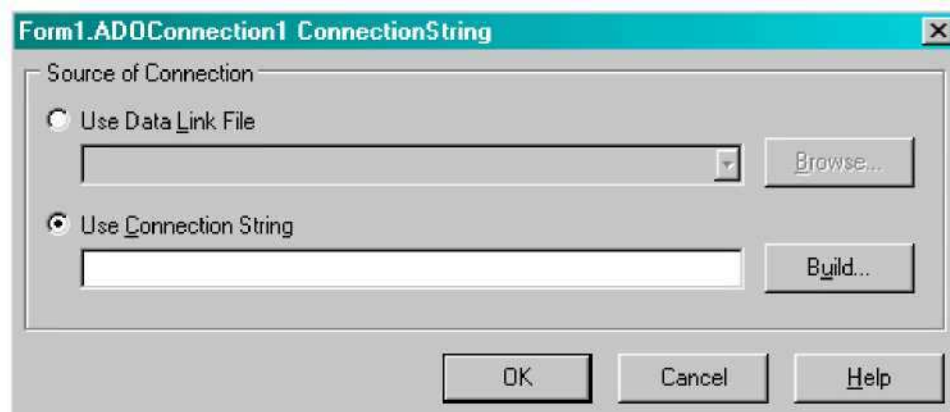 Form1.ADOConnection1 ConnectionString
Source of Connection
Use Data Link File
Browse...
Use Connection String
Build...
OK Cancel Help